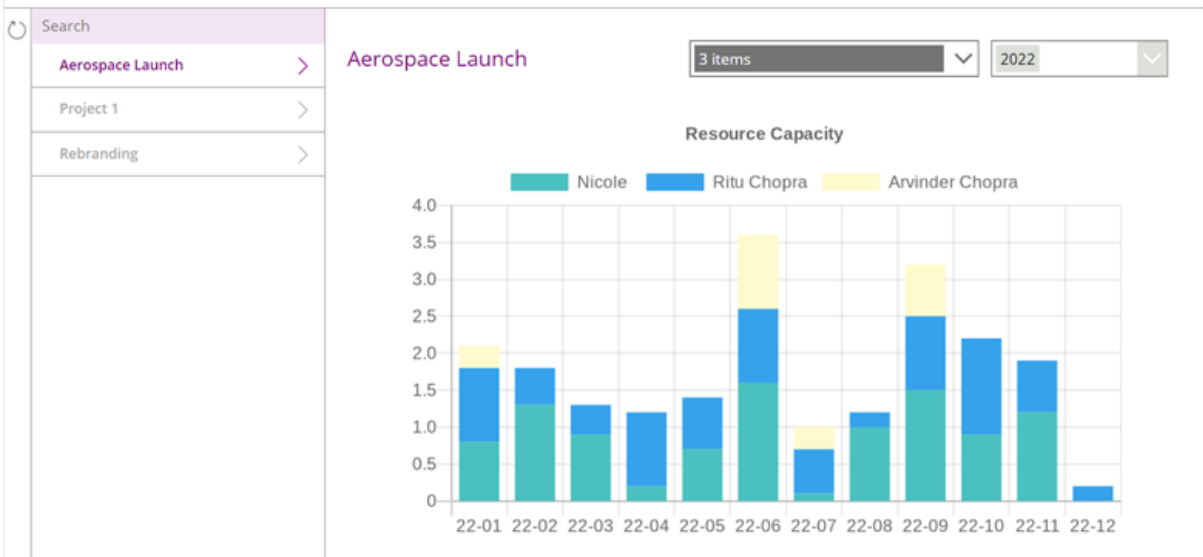 Search
Aerospace Launch
Project 1
Rebranding
Aerospace Launch
3 items
2022
Resource Capacity
Nicole Ritu Chopra Arvinder Chopra
4.0
3.5
3.0
2.5
2.0
1.5
1.0
0.5
0
22-01 22-02 22-03 22-04 22-05 22-06 22-07 22-08 22-09 22-10 22-11 22-12